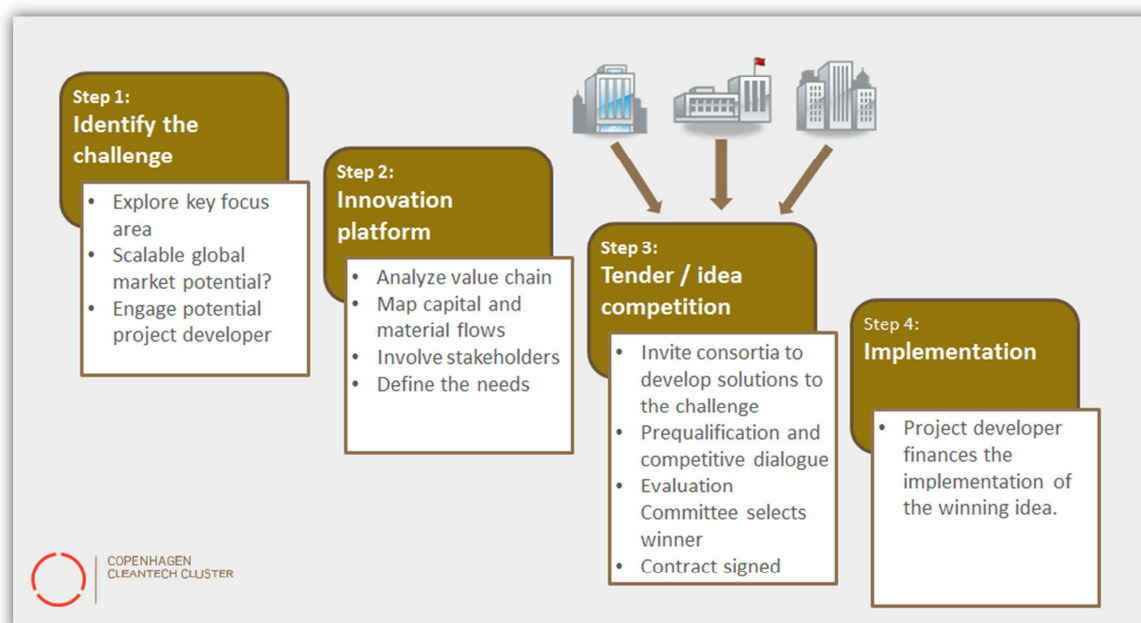 Step 1:
Identify the
challenge
• Explore key focus
area
• Scalable global
market potential?
• Engage potential
project developer
Step 2:
Innovation
platform
• Analyze value chain
• Map capital and
material flows
• Involve stakeholders
• Define the needs
Step 3:
Tender / idea
competition
• Invite consortia to
develop solutions to
the challenge
• Prequalification and
competitive dialogue
• Evaluation
Committee selects
winner
• Contract signed
Step 4:
Implementation
• Project developer
finances the
implementation of
the winning idea.
COPENHAGEN
CLEANTECH CLUSTER